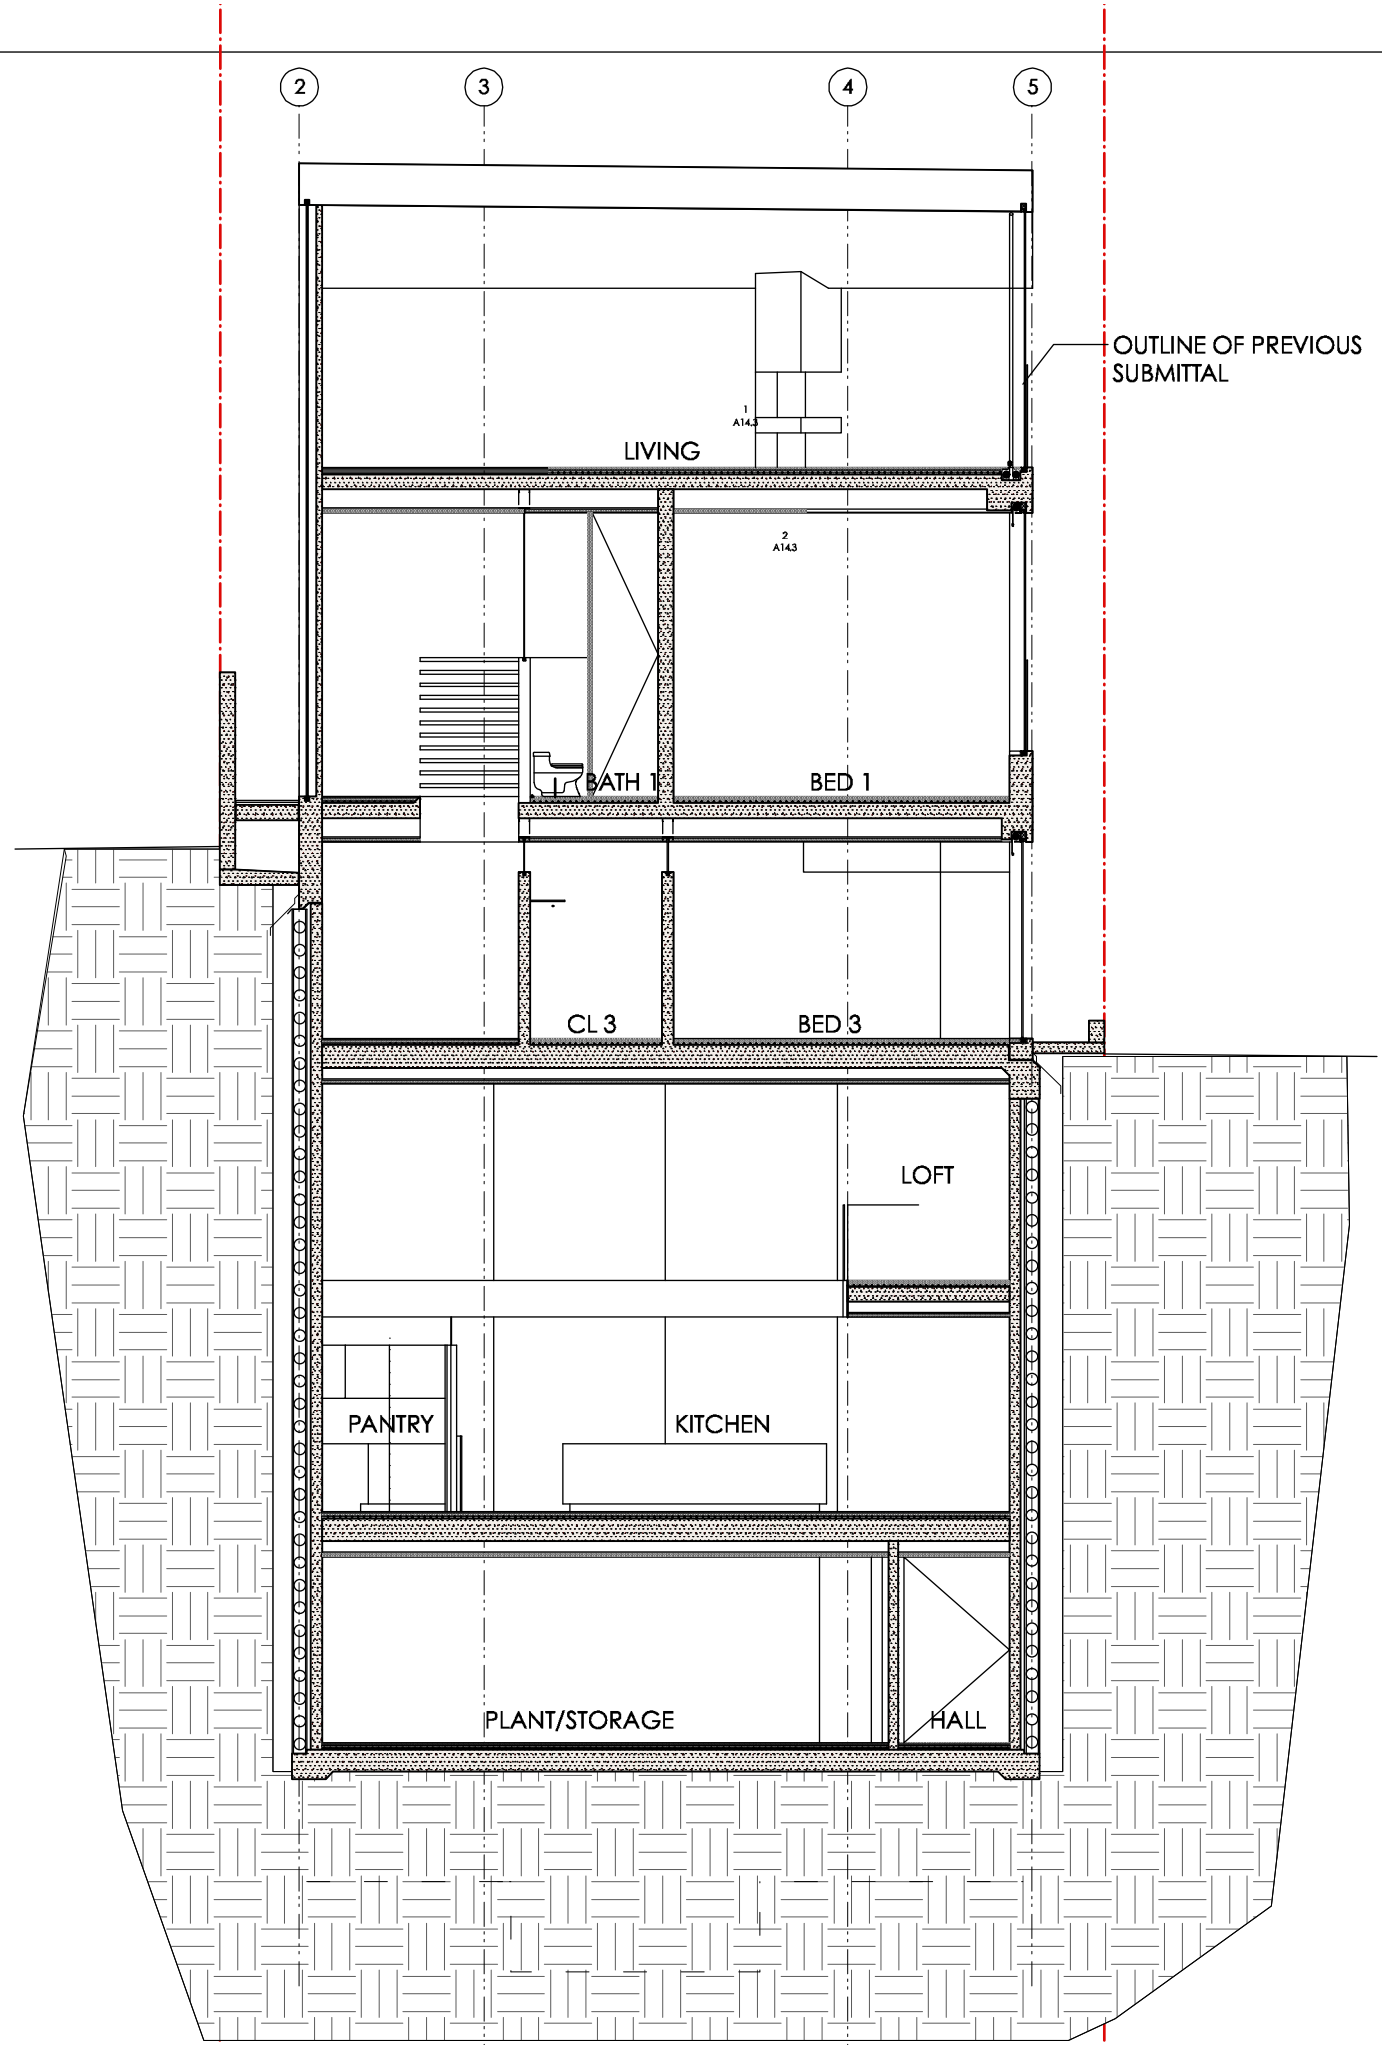 2
3
4
5
OUTLINE OF PREVIOUS
SUBMITTAL
1
A14.3
LIVING
2
A14.3
BATH 1
BED 1
CL 3
BED 3
LOFT
PANTRY
KITCHEN
PLANT/STORAGE
HALL